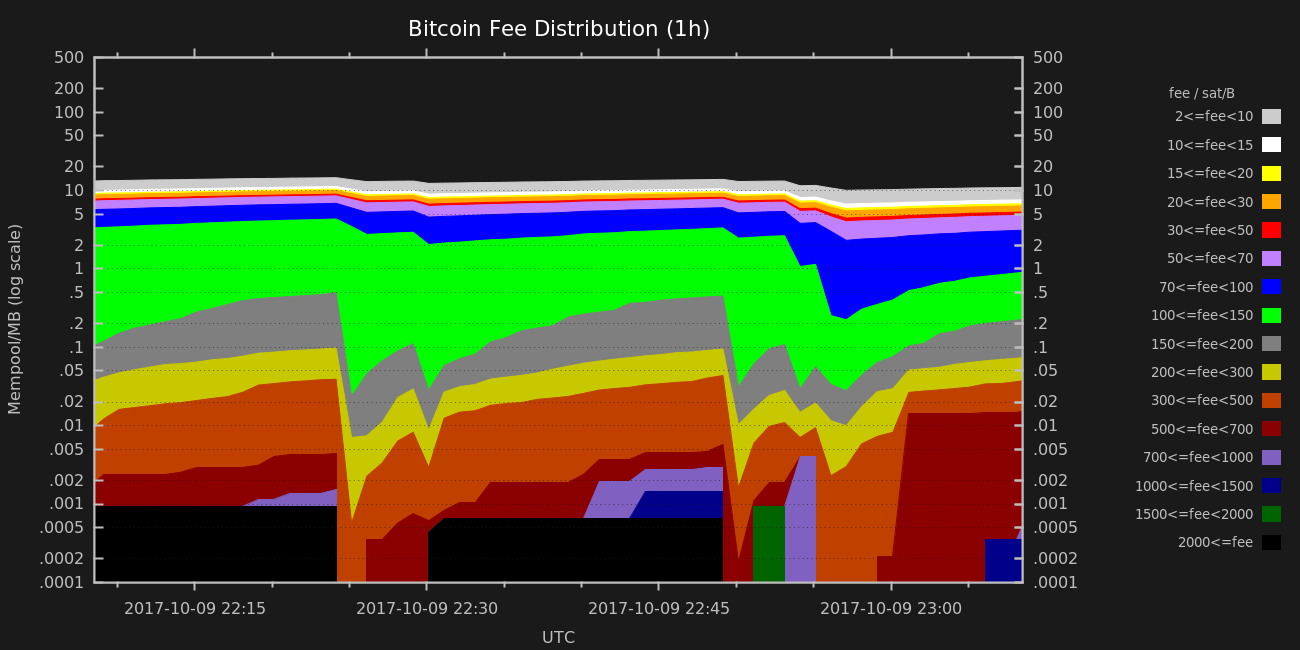 Bitcoin Fee Distribution (1h)
500
200
100
50
20
10
5
2
1
.5
.2
.1
.05
.02
.01
.005
.002
.001
.0005
.0002
.0001
Mempool/MB (log scale)
500
200
100
50
20
10
5
2
1
.5
.2
.1
.05
.02
.01
.005
.002
.001
.0005
.0002
.0001
2017-10-09 22:15
2017-10-09 22:30
2017-10-09 22:45
2017-10-09 23:00
UTC
fee / sat/B
2<=fee<10
10<=fee<15
15<=fee<20
20<=fee<30
30<=fee<50
50<=fee<70
70<=fee<100
100<=fee<150
150<=fee<200
200<=fee<300
300<=fee<500
500<=fee<700
700<=fee<1000
1000<=fee<1500
1500<=fee<2000
2000<=fee